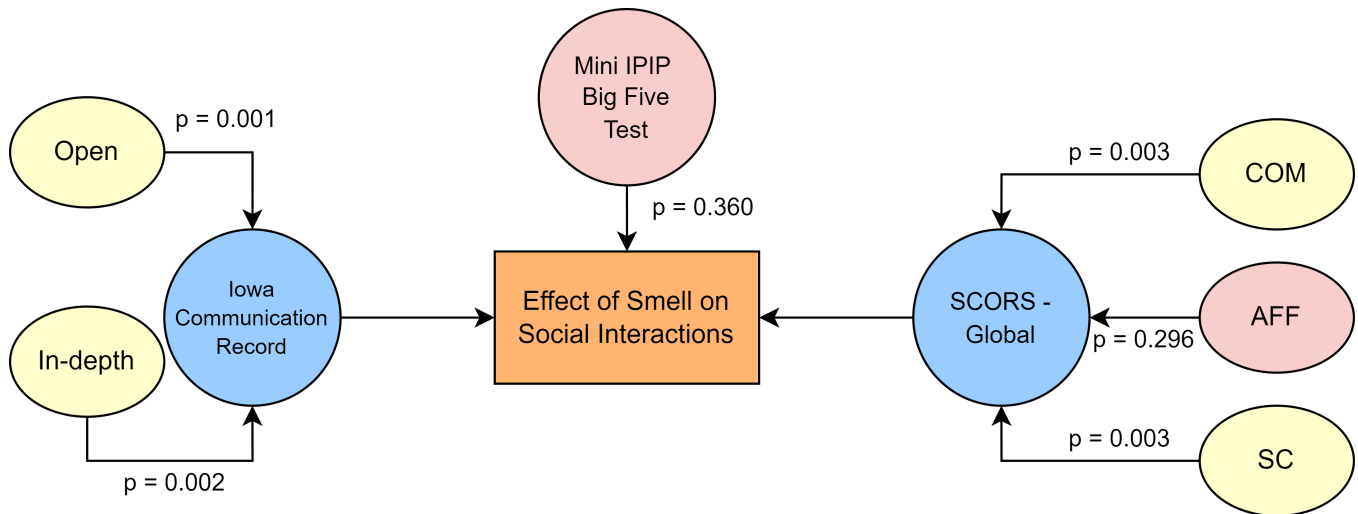 Open
p = 0.001
In-depth
p = 0.002
Iowa
Communication
Record
Mini IPIP
Big Five
Test
p = 0.360
Effect of Smell on
Social Interactions
SCORS -
Global
p = 0.003
COM
AFF
p = 0.296
p = 0.003
SC